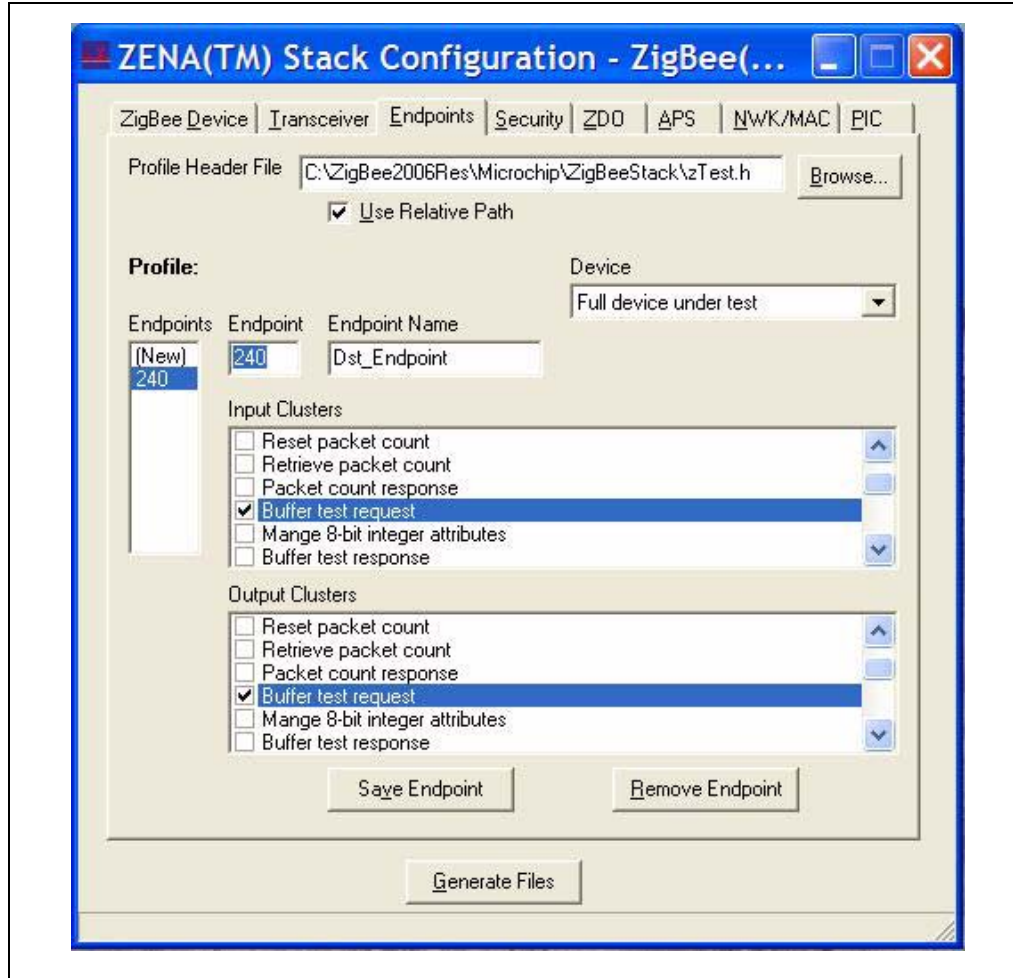 ZENA(TM) Stack Configuration - ZigBee(...
ZigBee Device Transceiver Endpoints Security ZDO APS NWK/MAC PIC
Profile Header File C:\ZigBee2006Res\Microchip\ZigBeeStack\zTest.h Browse...
Use Relative Path
Profile: Device
Full device under test
Endpoints Endpoint Endpoint Name
(New) 240 Dst_Endpoint
240
Input Clusters
Reset packet count
Retrieve packet count
Packet count response
Buffer test request
Mange 8-bit integer attributes
Buffer test response
Output Clusters
Reset packet count
Retrieve packet count
Packet count response
Buffer test request
Mange 8-bit integer attributes
Buffer test response
Save Endpoint Remove Endpoint
Generate Files